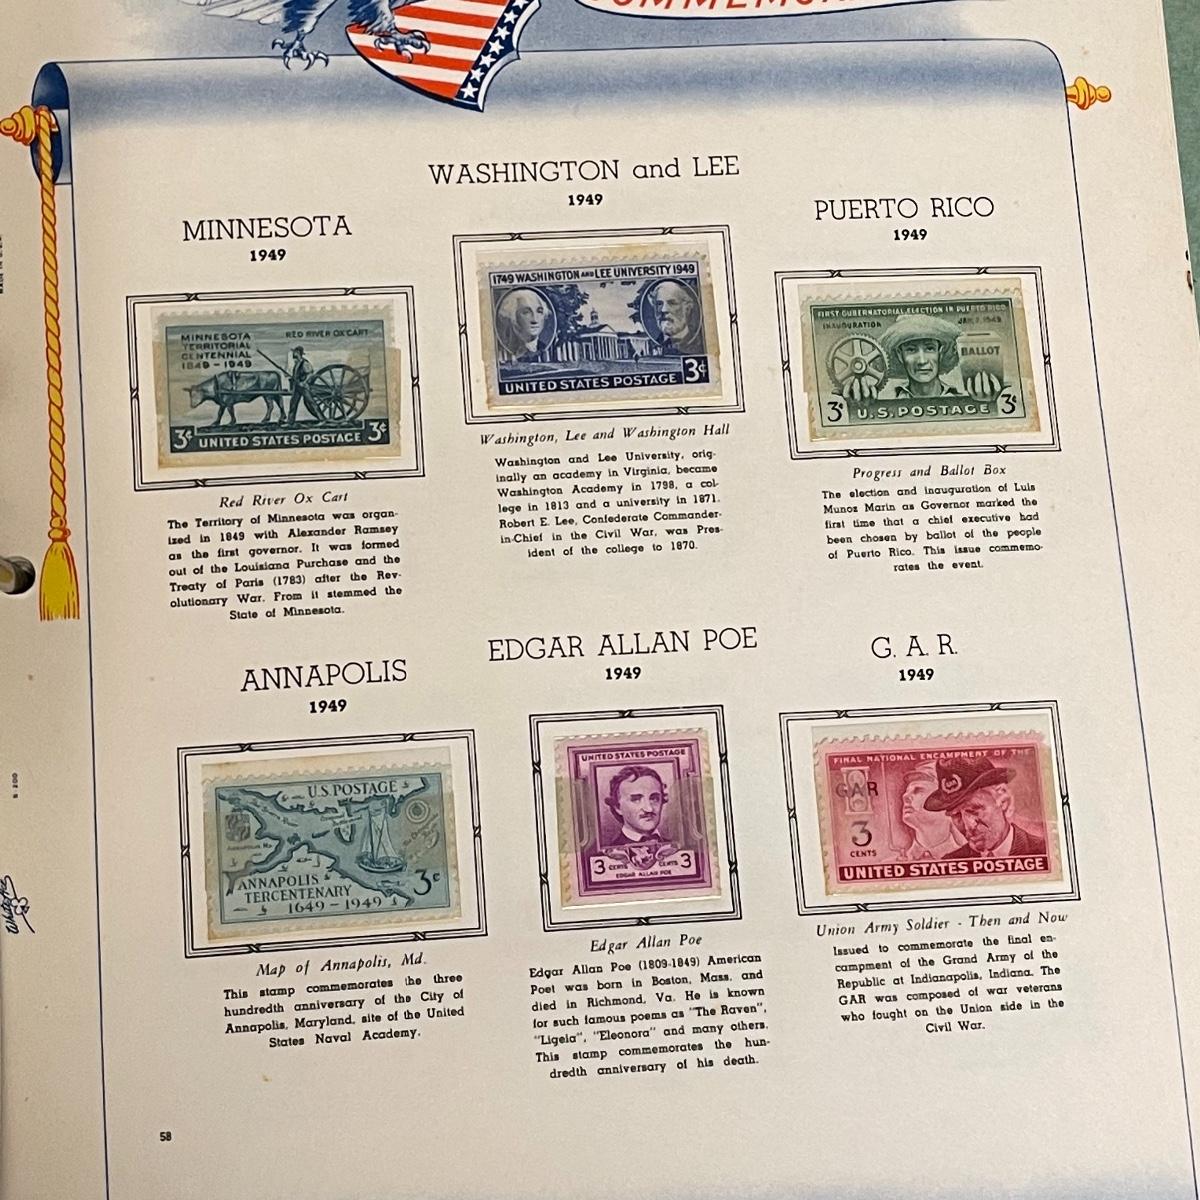 WASHINGTON and LEE
1949
1749 WASHINGTON AND LEE UNIVERSITY 1949
UNITED STATES POSTAGE 3¢
Washington, Lee and Washington Hall
Washington and Lee University, orig-
inally an academy in Virginia, became
Washington Academy in 1798, a col-
lege in 1813 and a university in 1871.
Robert E. Lee, Confederate Commander-
in-Chief in the Civil War, was Pres-
ident of the college to 1870.
MINNESOTA
1949
MINNESOTA
TERRITORIAL
CENTENNIAL
1849-1949
RED RIVER OX CART
3¢ UNITED STATES POSTAGE 3¢
Red River Ox Cart
The Territory of Minnesota was organ-
ized in 1849 with Alexander Ramsey
as the first governor. It was formed
out of the Louisiana Purchase and the
Treaty of Paris (1783) after the Rev-
olutionary War. From it stemmed the
State of Minnesota.
PUERTO RICO
1949
FIRST GUBERNATORIAL ELECTION IN PUERTO RICO
INAUGURATION JAN. 2, 1949
BALLOT
3¢ U.S. POSTAGE 3¢
Progress and Ballot Box
The election and inauguration of Luis
Munos Marin as Governor marked the
first time that a chief executive had
been chosen by ballot of the people
of Puerto Rico. This issue commemo-
rates the event.
ANNAPOLIS
1949
U.S. POSTAGE
ANNAPOLIS
TERCENTENARY
1649-1949
3¢
Map of Annapolis, Md.
This stamp commemorates the three
hundredth anniversary of the City of
Annapolis, Maryland, site of the United
States Naval Academy.
EDGAR ALLAN POE
1949
UNITED STATES POSTAGE
3 CENTS CENTS 3
EDGAR ALLAN POE
Edgar Allan Poe
Edgar Allan Poe (1809-1849) American
Poet was born in Boston, Mass. and
died in Richmond, Va. He is known
for such famous poems as "The Raven",
"Ligeia", "Eleonora" and many others.
This stamp commemorates the hun-
dredth anniversary of his death.
G. A. R.
1949
FINAL NATIONAL ENCAMPMENT OF THE
GAR
3
CENTS
UNITED STATES POSTAGE
Union Army Soldier - Then and Now
Issued to commemorate the final en-
campment of the Grand Army of the
Republic at Indianapolis, Indiana. The
GAR was composed of war veterans
who fought on the Union side in the
Civil War.
58